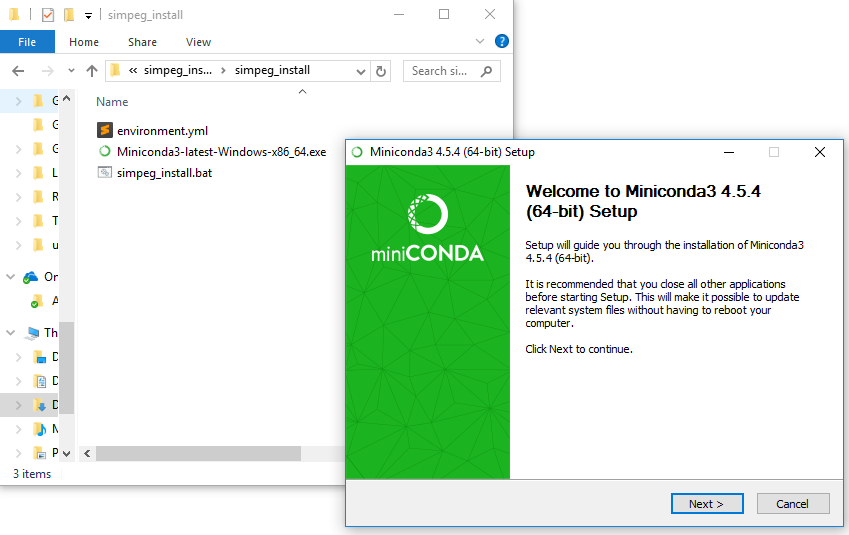 simpeg_install
File Home Share View
« simpeg_ins... > simpeg_install
Search si...
Name
environment.yml
Miniconda3-latest-Windows-x86_64.exe
simpeg_install.bat
G
G
G
L
R
T
u
On
A
Th
D
D
D
M
P
3 items
Miniconda3 4.5.4 (64-bit) Setup
miniCONDA
Welcome to Miniconda3 4.5.4
(64-bit) Setup
Setup will guide you through the installation of Miniconda3
4.5.4 (64-bit).
It is recommended that you close all other applications
before starting Setup. This will make it possible to update
relevant system files without having to reboot your
computer.
Click Next to continue.
Next > Cancel